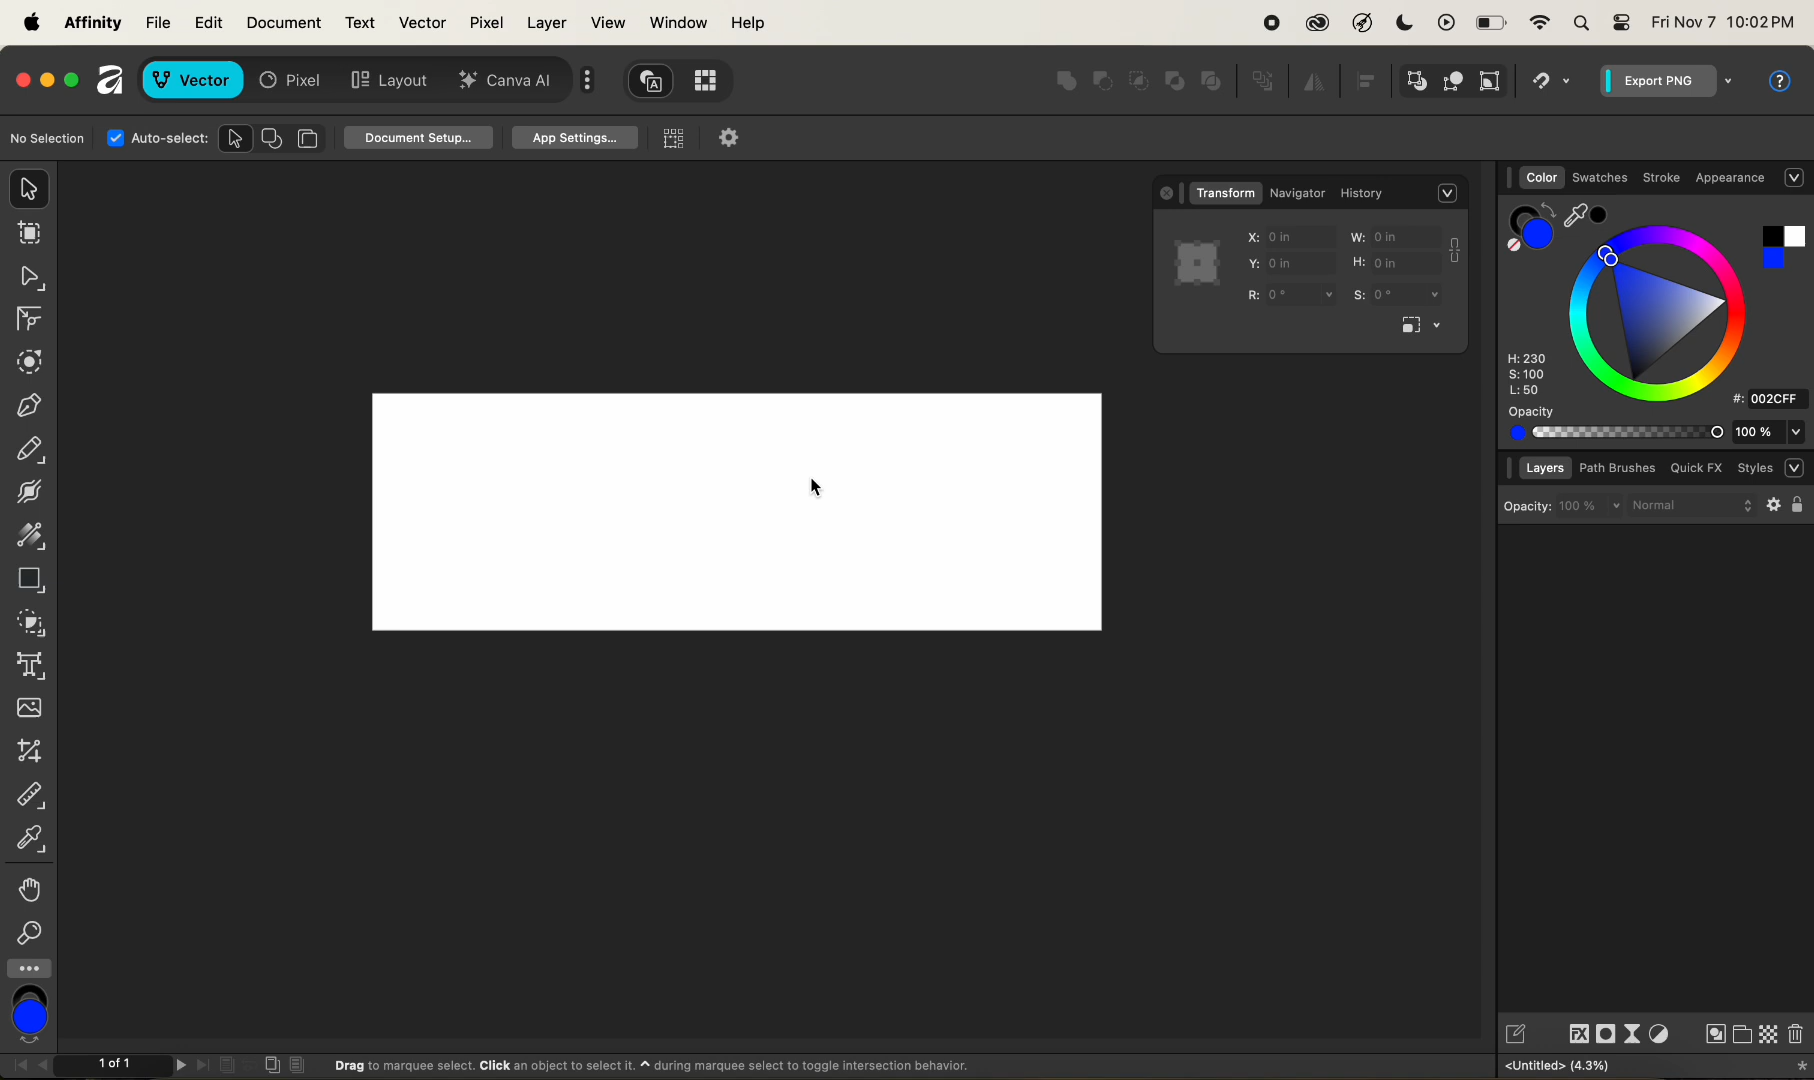 Affinity File Edit Document Text Vector Pixel Layer View Window Help Fri Nov 7 10:02 PM
Vector Pixel Layout Canva AI Export PNG
No Selection Auto-select: Document Setup... App Settings...
Transform Navigator History
X: 0 in W: 0 in
Y: 0 in H: 0 in
R: 0 ° S: 0 °
Color Swatches Stroke Appearance
H: 230
S: 100
L: 50
#: 002CFF
Opacity
100 %
Layers Path Brushes Quick FX Styles
Opacity: 100 % Normal
1 of 1 Drag to marquee select. Click an object to select it. ^ during marquee select to toggle intersection behavior. <Untitled> (4.3%) *